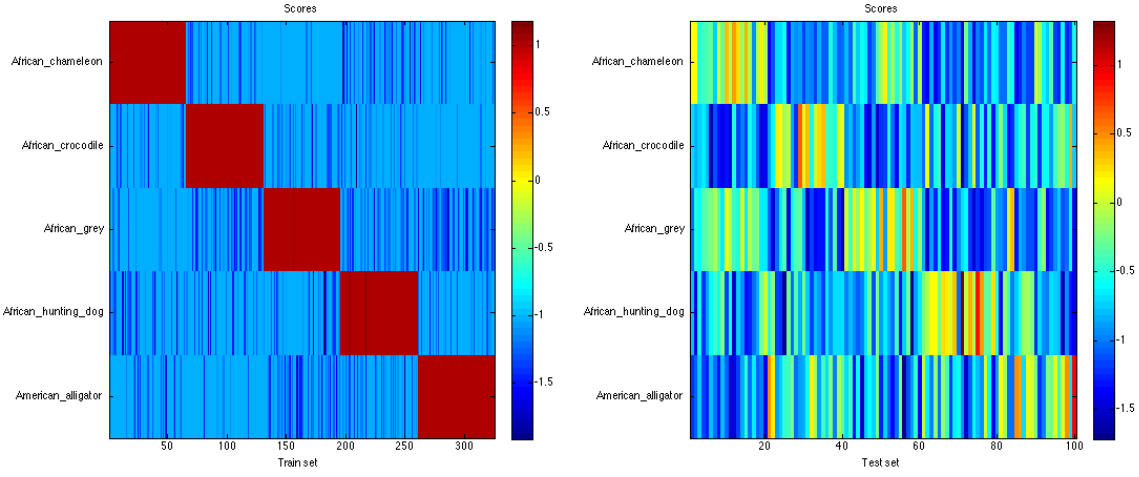 Scores
African_chameleon
African_crocodile
African_grey
African_hunting_dog
American_alligator
50 100 150 200 250 300
Train set
1
0.5
0
-0.5
-1
-1.5
Scores
African_chameleon
African_crocodile
African_grey
African_hunting_dog
American_alligator
20 40 60 80 100
Test set
1
0.5
0
-0.5
-1
-1.5